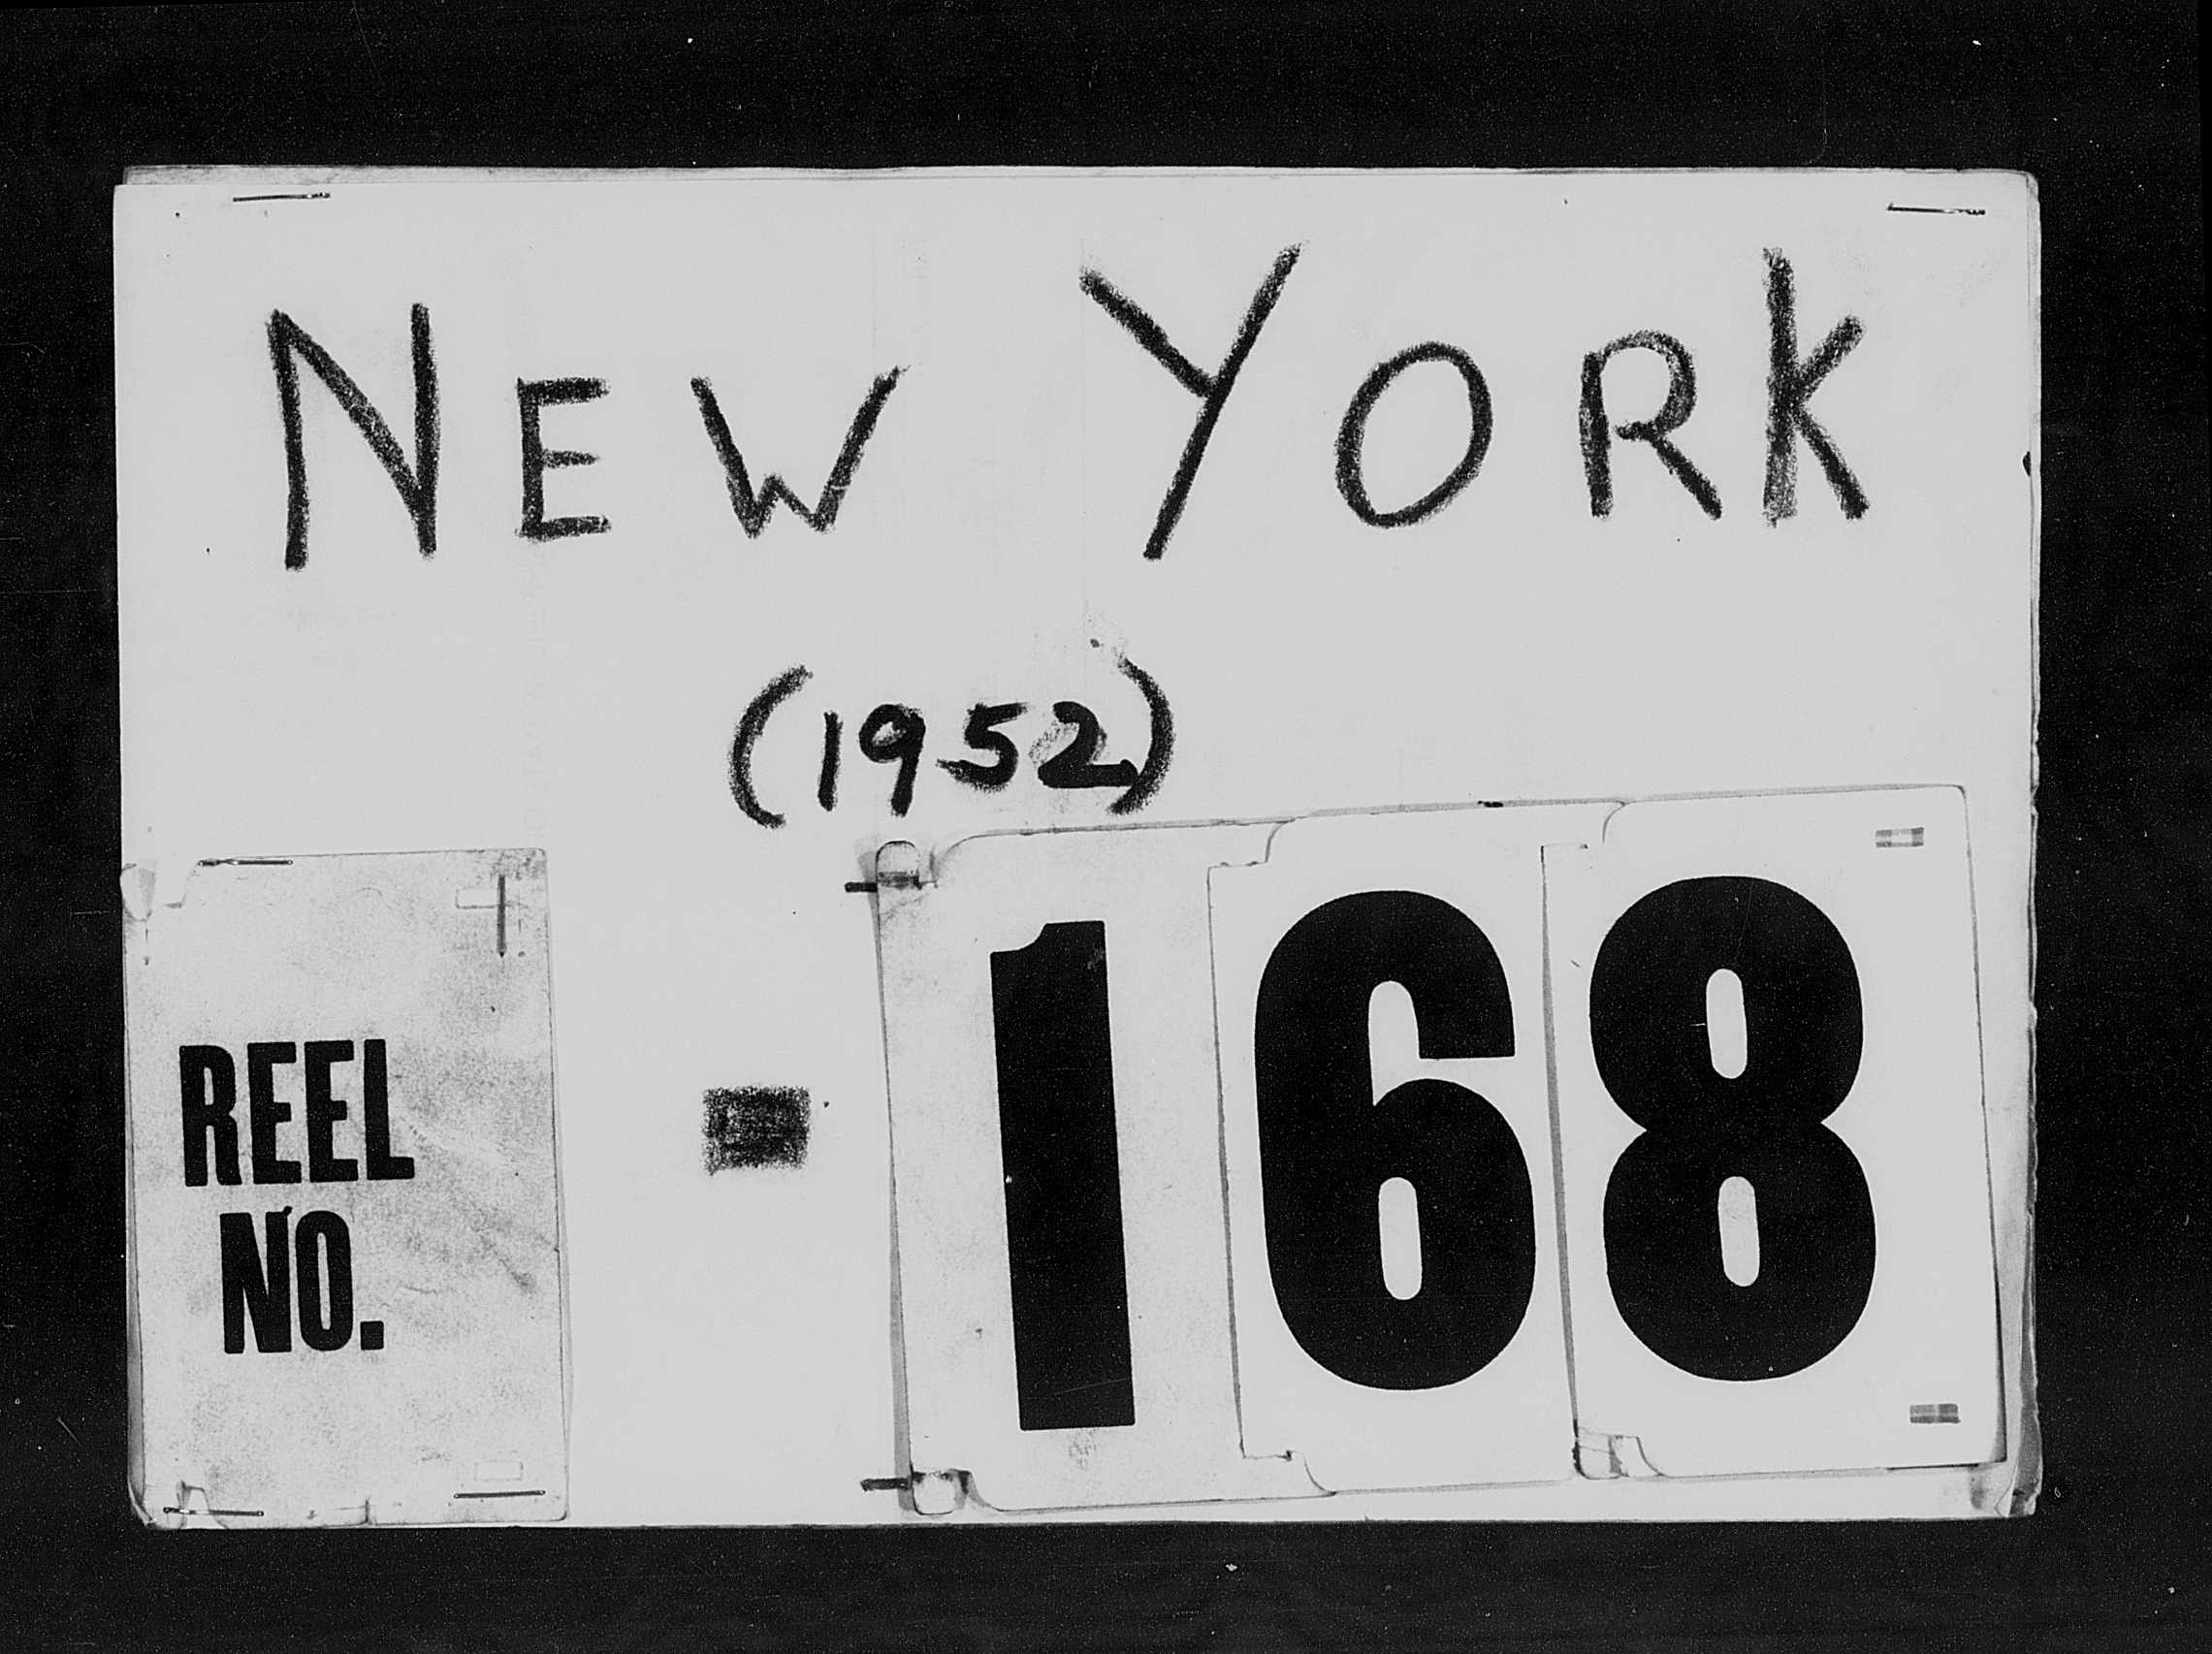 NEW YORK
(1952)
REEL
NO.
168